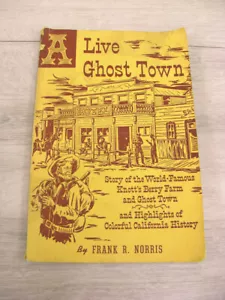 A Live
Ghost Town
Story of the World-Famous
Knott's Berry Farm
and Ghost Town
and Highlights of
Colorful California History
By FRANK R. NORRIS